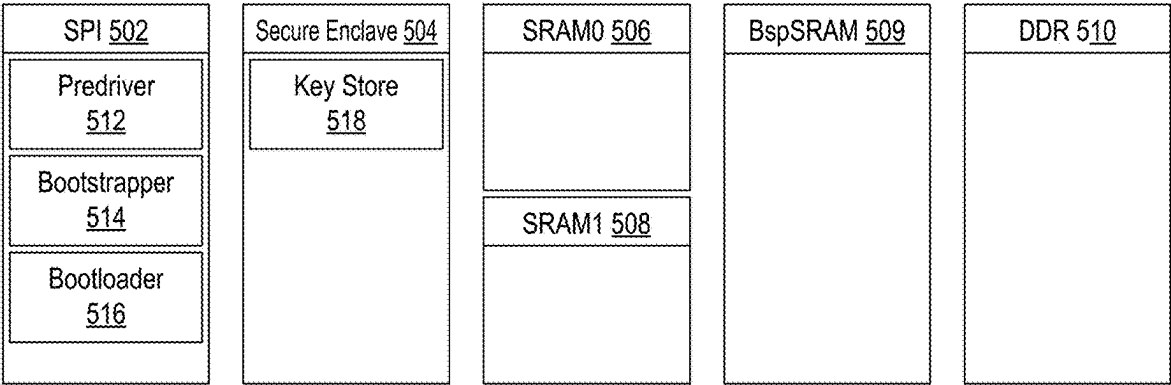 SPI 502
Predriver
512
Bootstrapper
514
Bootloader
516
Secure Enclave 504
Key Store
518
SRAM0 506
SRAM1 508
BspSRAM 509
DDR 510